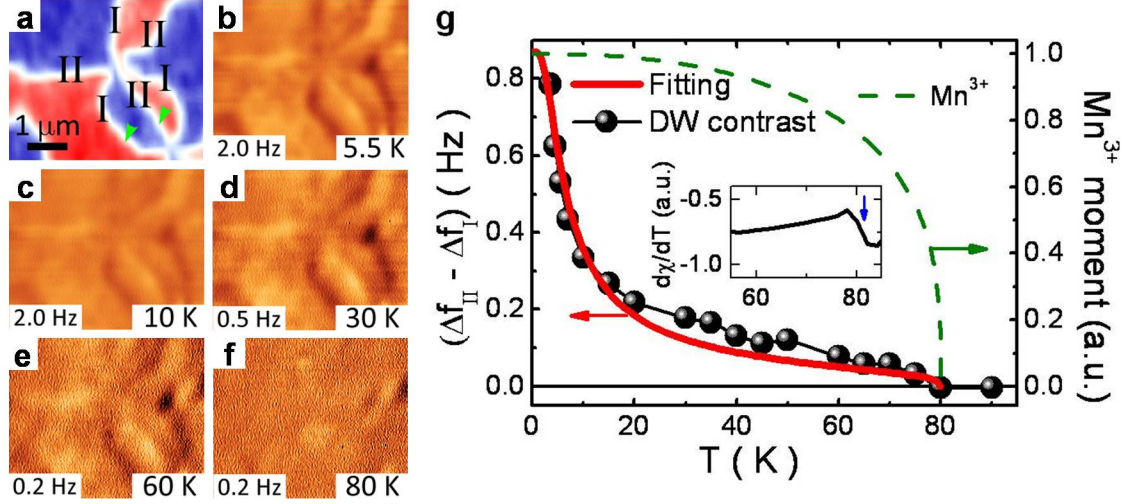 a
I
II
II
I
II
I
1 μm
b
2.0 Hz
5.5 K
c
2.0 Hz
10 K
d
0.5 Hz
30 K
e
0.2 Hz
60 K
f
0.2 Hz
80 K
g
Fitting
DW contrast
Mn3+
(Δf_II - Δf_I) ( Hz )
0.8
0.6
0.4
0.2
0.0
0
20
40
60
80
T ( K )
1.0
0.8
0.6
0.4
0.2
0.0
Mn3+ moment (a.u.)
dχ/dT (a.u.)
-0.5
-1.0
60
80